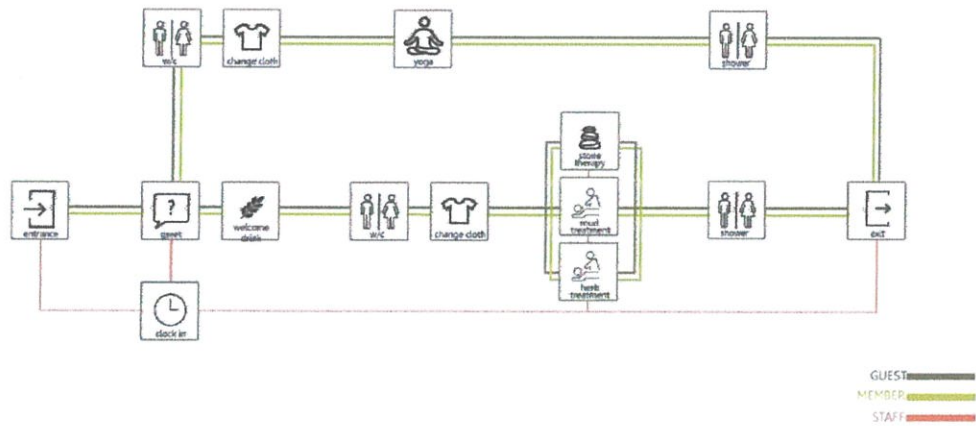 w/c
change cloth
yoga
shower
stone
therapy
entrance
greet
welcome
drink
w/c
change cloth
mud
treatment
shower
exit
herb
treatment
clock in
GUEST
MEMBER
STAFF